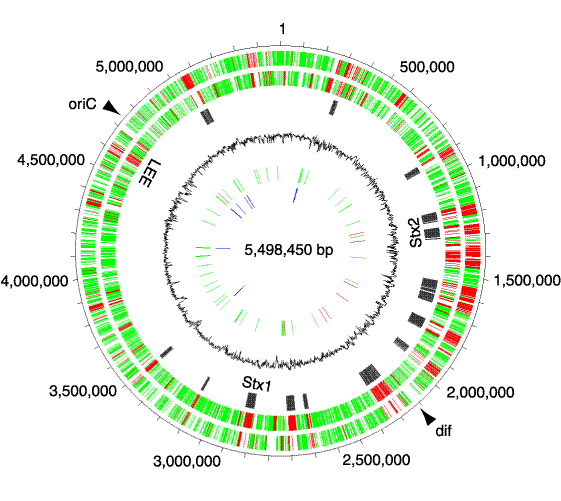 1
500,000
1,000,000
Stx2
1,500,000
2,000,000
dif
2,500,000
3,000,000
Stx1
3,500,000
4,000,000
LEE
4,500,000
oriC
5,000,000
5,498,450 bp